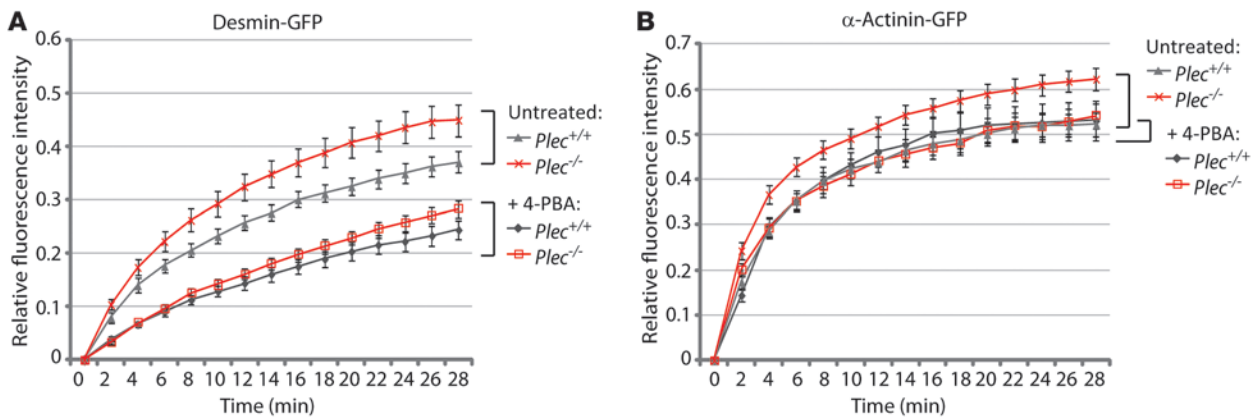 A
Desmin-GFP
Relative fluorescence intensity
0.6
0.5
0.4
0.3
0.2
0.1
0
0 2 4 6 8 10 12 14 16 18 20 22 24 26 28
Time (min)
Untreated:
Plec+/+
Plec-/-
+ 4-PBA:
Plec+/+
Plec-/-
B
α-Actinin-GFP
Relative fluorescence intensity
0.7
0.6
0.5
0.4
0.3
0.2
0.1
0
0 2 4 6 8 10 12 14 16 18 20 22 24 26 28
Time (min)
Untreated:
Plec+/+
Plec-/-
+ 4-PBA:
Plec+/+
Plec-/-